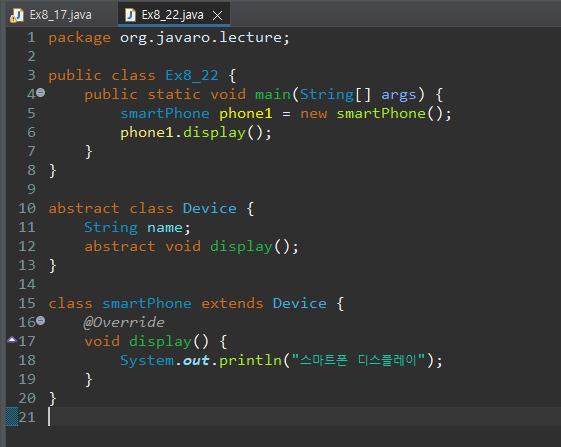 Ex8_17.java Ex8_22.java
1 package org.javaro.lecture;
2
3 public class Ex8_22 {
4 public static void main(String[] args) {
5 smartPhone phone1 = new smartPhone();
6 phone1.display();
7 }
8 }
9
10 abstract class Device {
11 String name;
12 abstract void display();
13 }
14
15 class smartPhone extends Device {
16 @Override
17 void display() {
18 System.out.println("스마트폰 디스플레이");
19 }
20 }
21